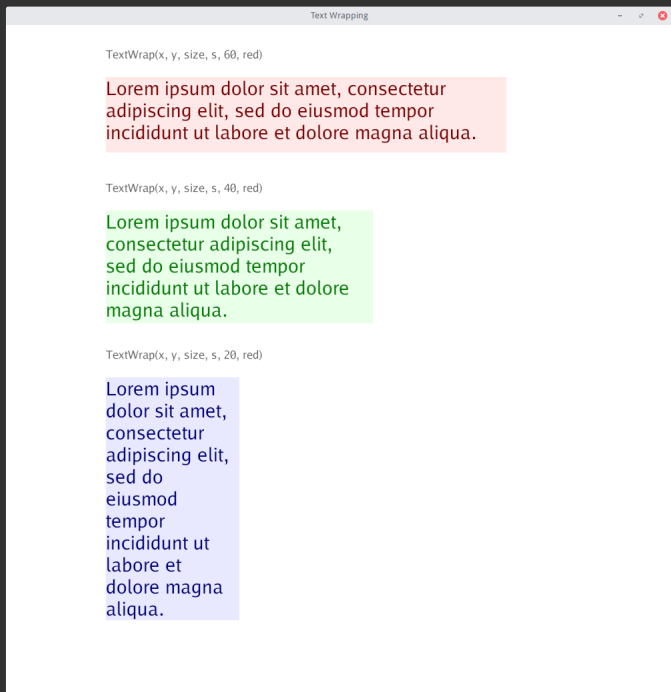 Text Wrapping
TextWrap(x, y, size, s, 60, red)
Lorem ipsum dolor sit amet, consectetur
adipiscing elit, sed do eiusmod tempor
incididunt ut labore et dolore magna aliqua.
TextWrap(x, y, size, s, 40, red)
Lorem ipsum dolor sit amet,
consectetur adipiscing elit,
sed do eiusmod tempor
incididunt ut labore et dolore
magna aliqua.
TextWrap(x, y, size, s, 20, red)
Lorem ipsum
dolor sit amet,
consectetur
adipiscing elit,
sed do
eiusmod
tempor
incididunt ut
labore et
dolore magna
aliqua.